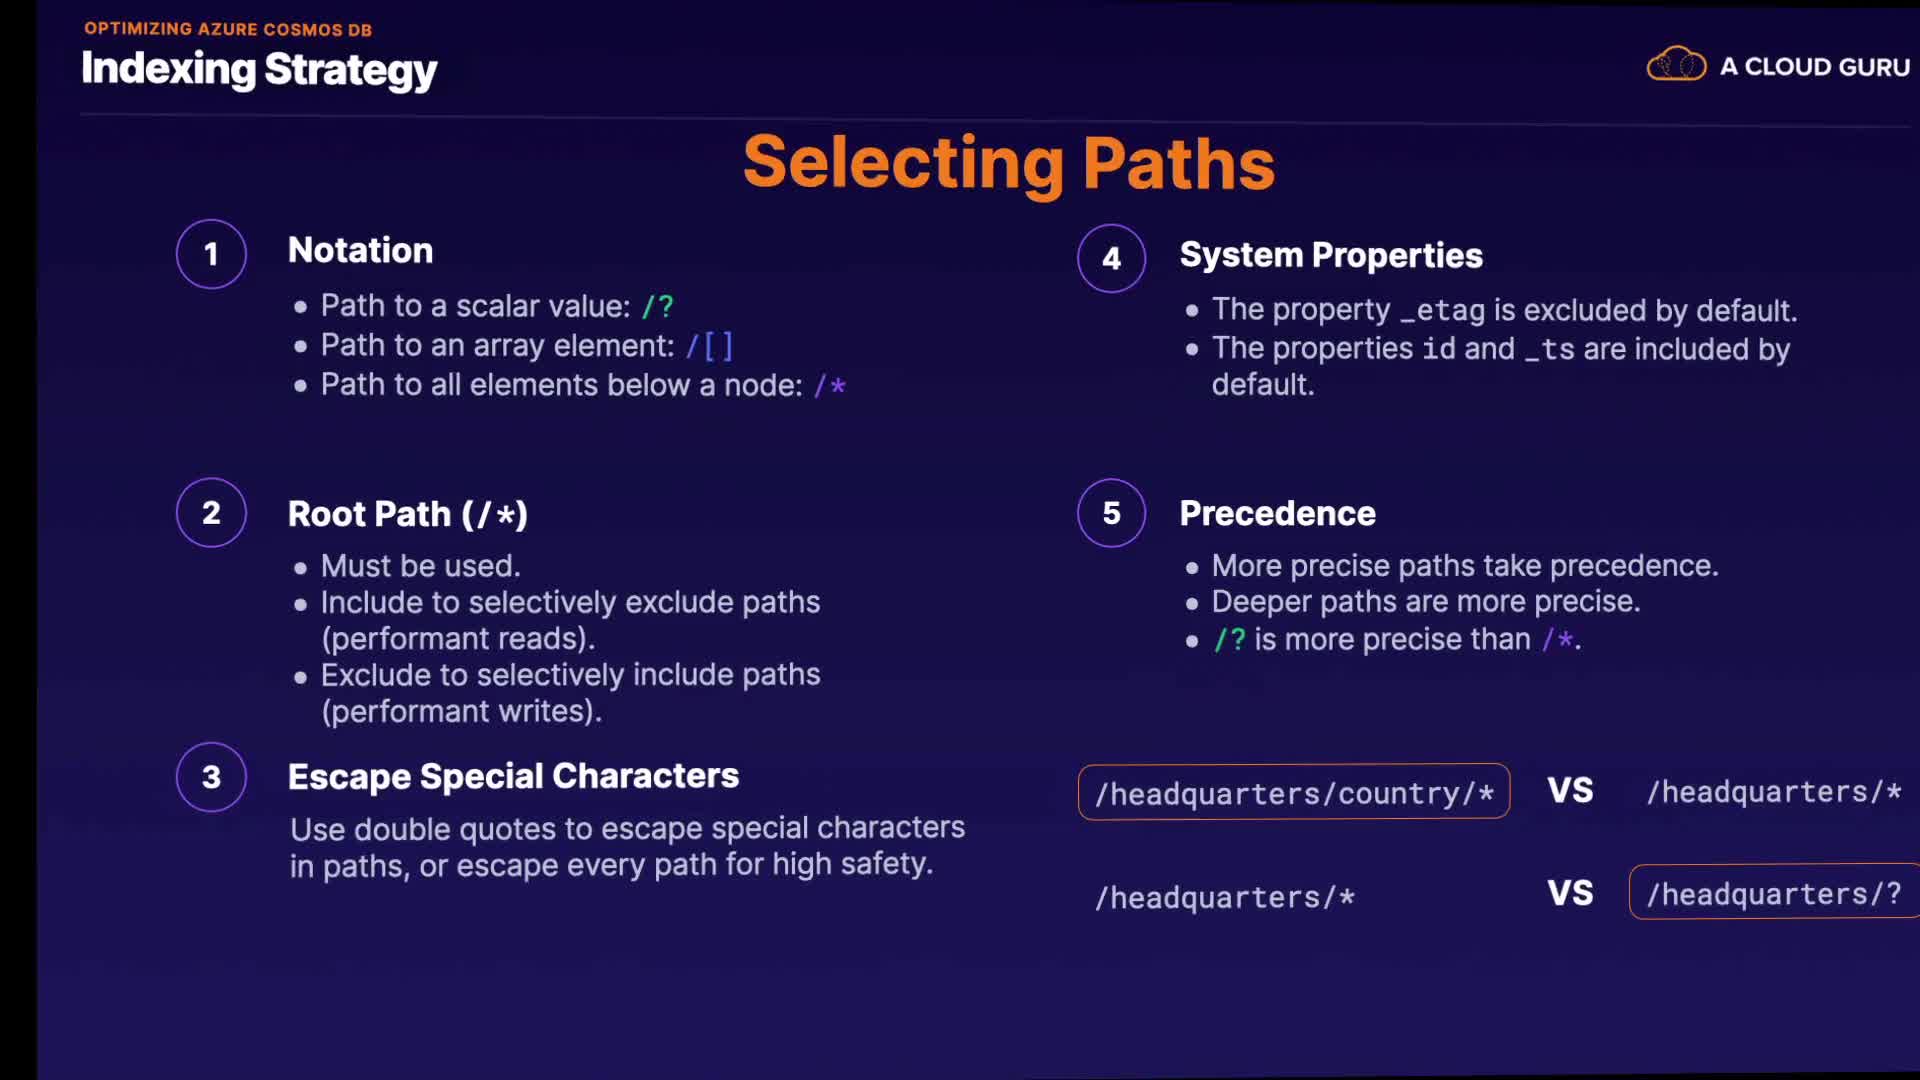 OPTIMIZING AZURE COSMOS DB
Indexing Strategy
A CLOUD GURU
Selecting Paths
1
Notation
• Path to a scalar value: /?
• Path to an array element: /[]
• Path to all elements below a node: /*
2
Root Path (/*)
• Must be used.
• Include to selectively exclude paths
(performant reads).
• Exclude to selectively include paths
(performant writes).
3
Escape Special Characters
Use double quotes to escape special characters
in paths, or escape every path for high safety.
4
System Properties
• The property _etag is excluded by default.
• The properties id and _ts are included by
default.
5
Precedence
• More precise paths take precedence.
• Deeper paths are more precise.
• /? is more precise than /*.
/headquarters/country/* VS /headquarters/*
/headquarters/* VS /headquarters/?